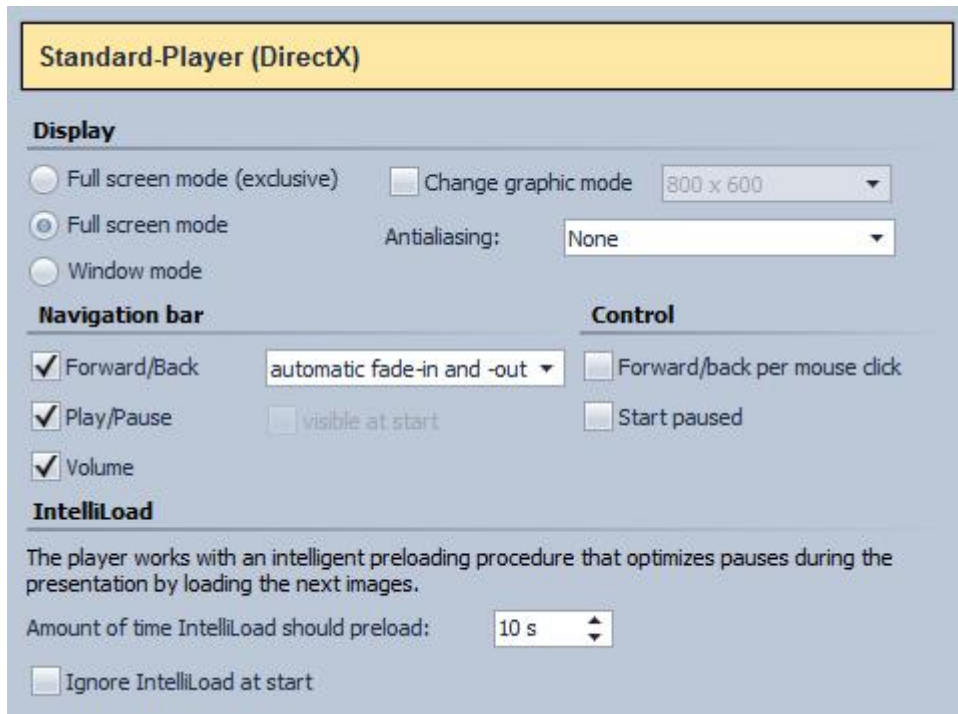 Standard-Player (DirectX)
Display
Full screen mode (exclusive)
Change graphic mode
800 x 600
Full screen mode
Antialiasing:
None
Window mode
Navigation bar
Control
Forward/Back
automatic fade-in and -out
Forward/back per mouse click
Play/Pause
visible at start
Start paused
Volume
IntelliLoad
The player works with an intelligent preloading procedure that optimizes pauses during the
presentation by loading the next images.
Amount of time IntelliLoad should preload:
10 s
Ignore IntelliLoad at start